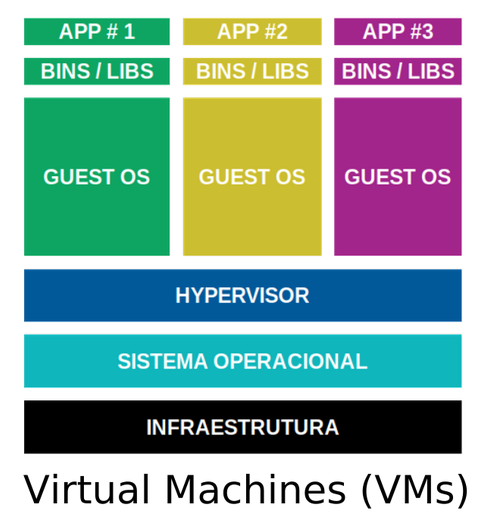 APP # 1 APP #2 APP #3
BINS / LIBS BINS / LIBS BINS / LIBS
GUEST OS GUEST OS GUEST OS
HYPERVISOR
SISTEMA OPERACIONAL
INFRAESTRUTURA
Virtual Machines (VMs)